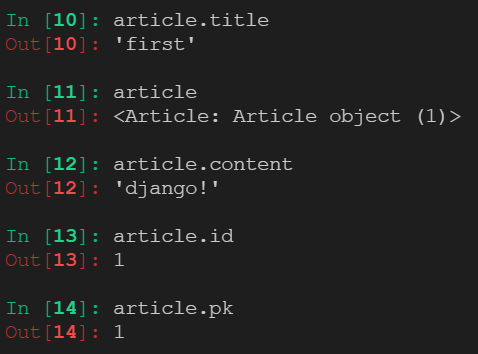 In [10]: article.title
Out[10]: 'first'
In [11]: article
Out[11]: <Article: Article object (1)>
In [12]: article.content
Out[12]: 'django!'
In [13]: article.id
Out[13]: 1
In [14]: article.pk
Out[14]: 1